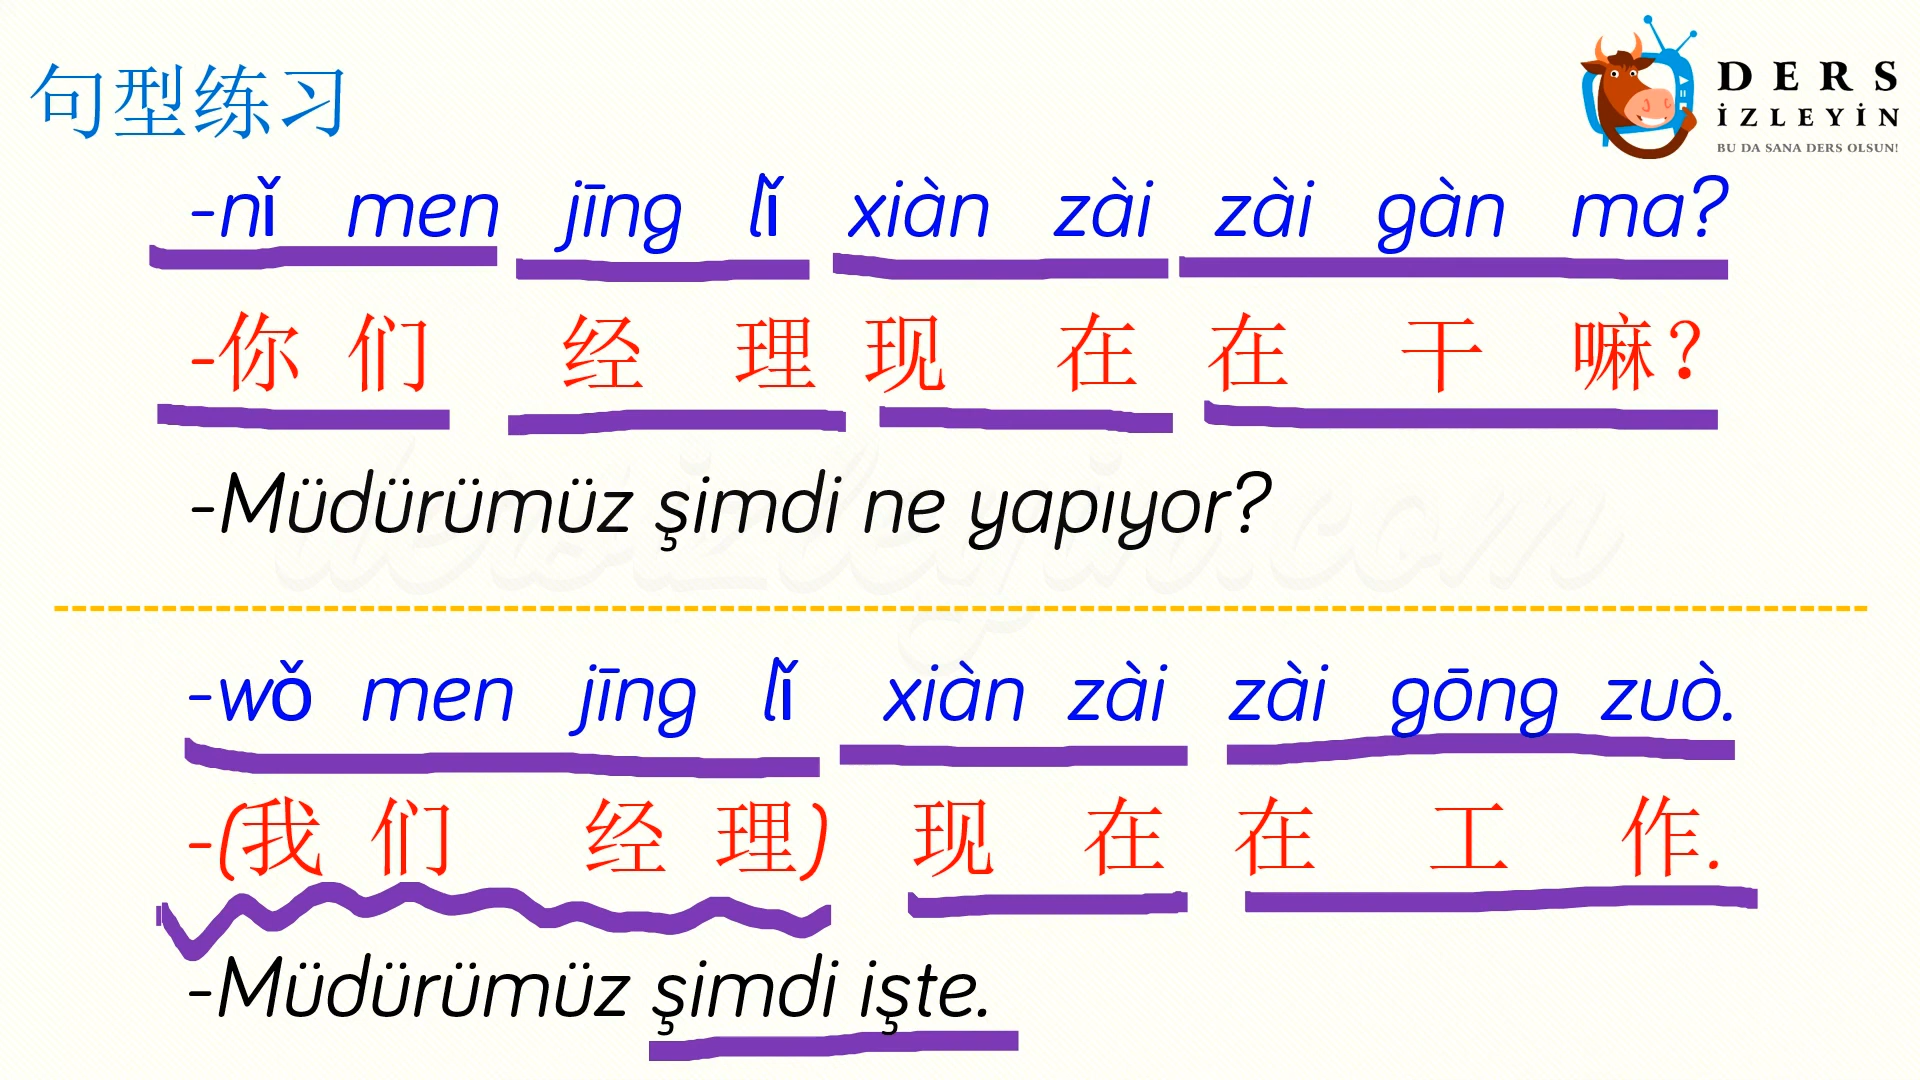 句型练习
DERS
İZLEYİN
BU DA SANA DERS OLSUN!
-nǐ men jīng lǐ xiàn zài zài gàn ma?
-你们 经理现 在在 干 嘛?
-Müdürümüz şimdi ne yapıyor?
dersizleyin.com
-wǒ men jīng lǐ xiàn zài zài gōng zuò.
-(我们 经理) 现 在在 工 作.
-Müdürümüz şimdi işte.